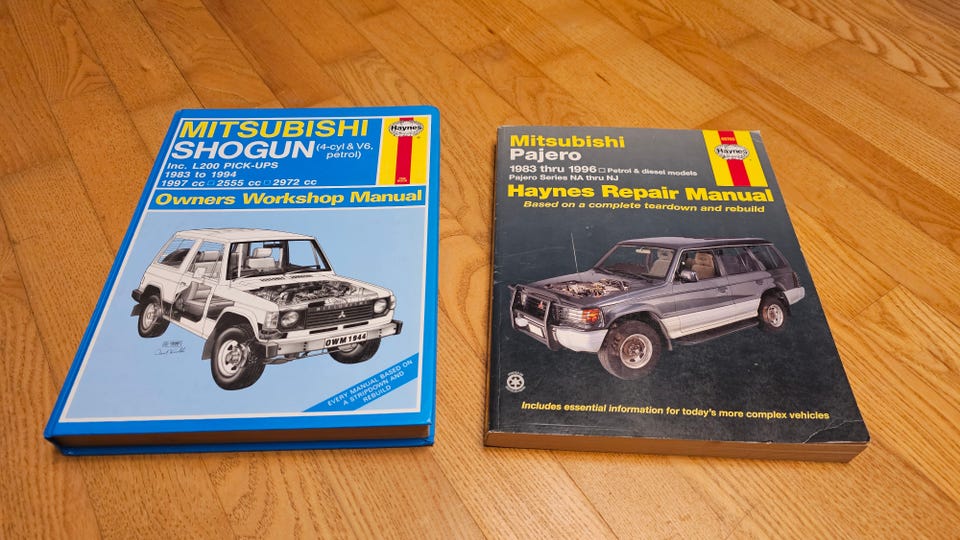 MITSUBISHI
SHOGUN (4-cyl & V6, petrol)
Inc. L200 PICK-UPS
1983 to 1994
1997 cc □ 2555 cc □ 2972 cc
Haynes
Owners Workshop Manual
OWM 1944
EVERY MANUAL BASED ON
A STRIPDOWN AND
REBUILD
Mitsubishi
Pajero
1983 thru 1996 □ Petrol & diesel models
Pajero Series NA thru NJ
Haynes
Haynes Repair Manual
Based on a complete teardown and rebuild
Includes essential information for today's more complex vehicles